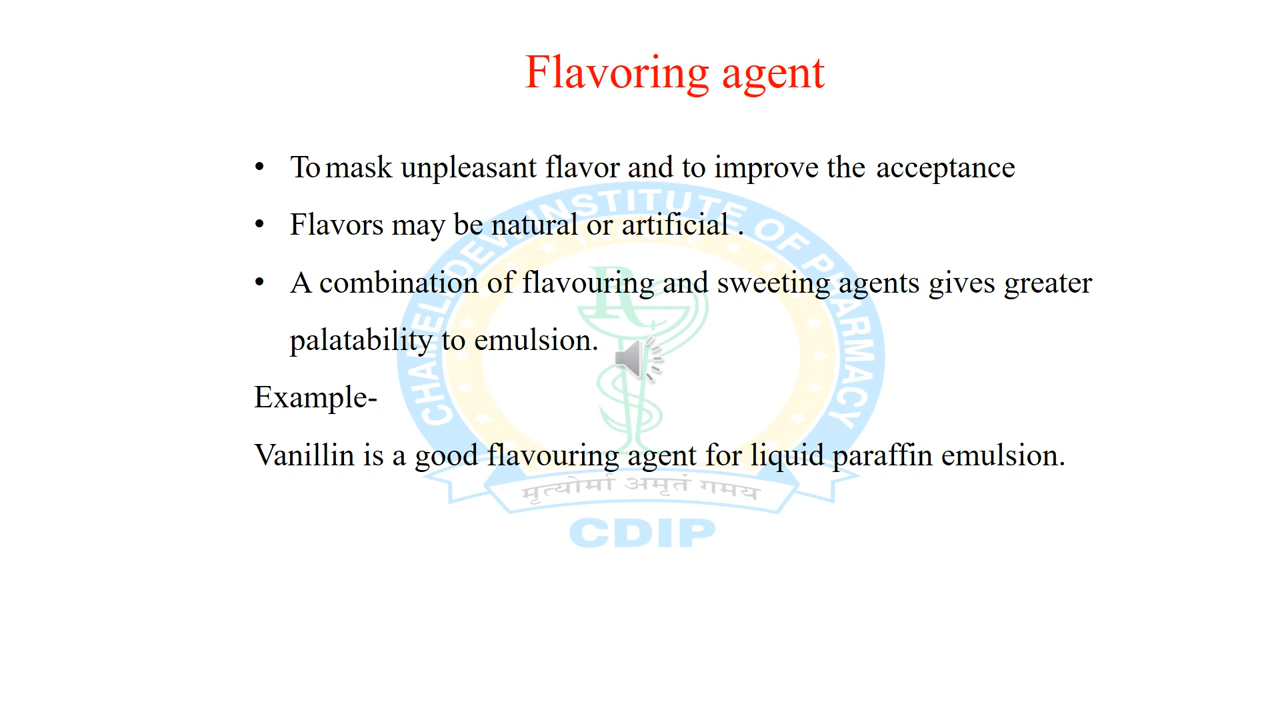 Flavoring agent
• To mask unpleasant flavor and to improve the acceptance
• Flavors may be natural or artificial .
• A combination of flavouring and sweeting agents gives greater
palatability to emulsion.
Example-
Vanillin is a good flavouring agent for liquid paraffin emulsion.
INSTITUTE OF PHARMACY
मृत्योर्मा अमृतं गमय
CDIP